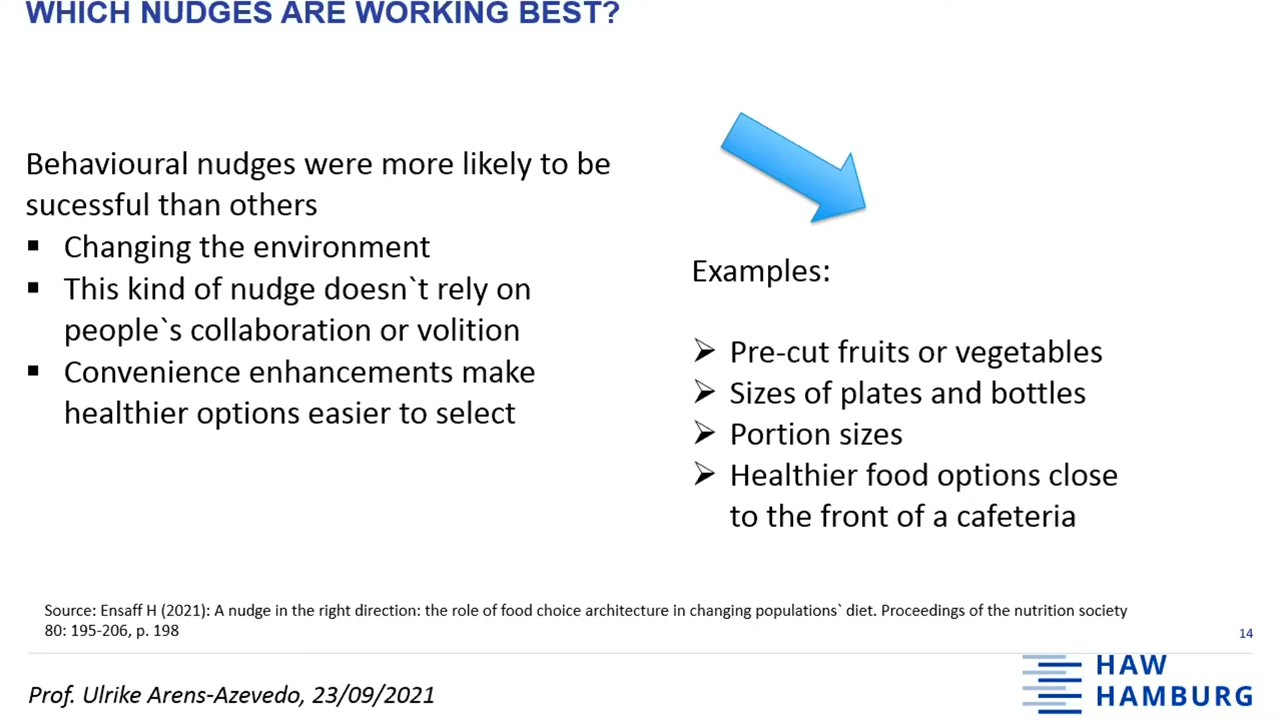 WHICH NUDGES ARE WORKING BEST?
Behavioural nudges were more likely to be
sucessful than others
▪ Changing the environment
▪ This kind of nudge doesn`t rely on
people`s collaboration or volition
▪ Convenience enhancements make
healthier options easier to select
Examples:
➢ Pre-cut fruits or vegetables
➢ Sizes of plates and bottles
➢ Portion sizes
➢ Healthier food options close
to the front of a cafeteria
Source: Ensaff H (2021): A nudge in the right direction: the role of food choice architecture in changing populations` diet. Proceedings of the nutrition society
80: 195-206, p. 198
14
Prof. Ulrike Arens-Azevedo, 23/09/2021
HAW
HAMBURG